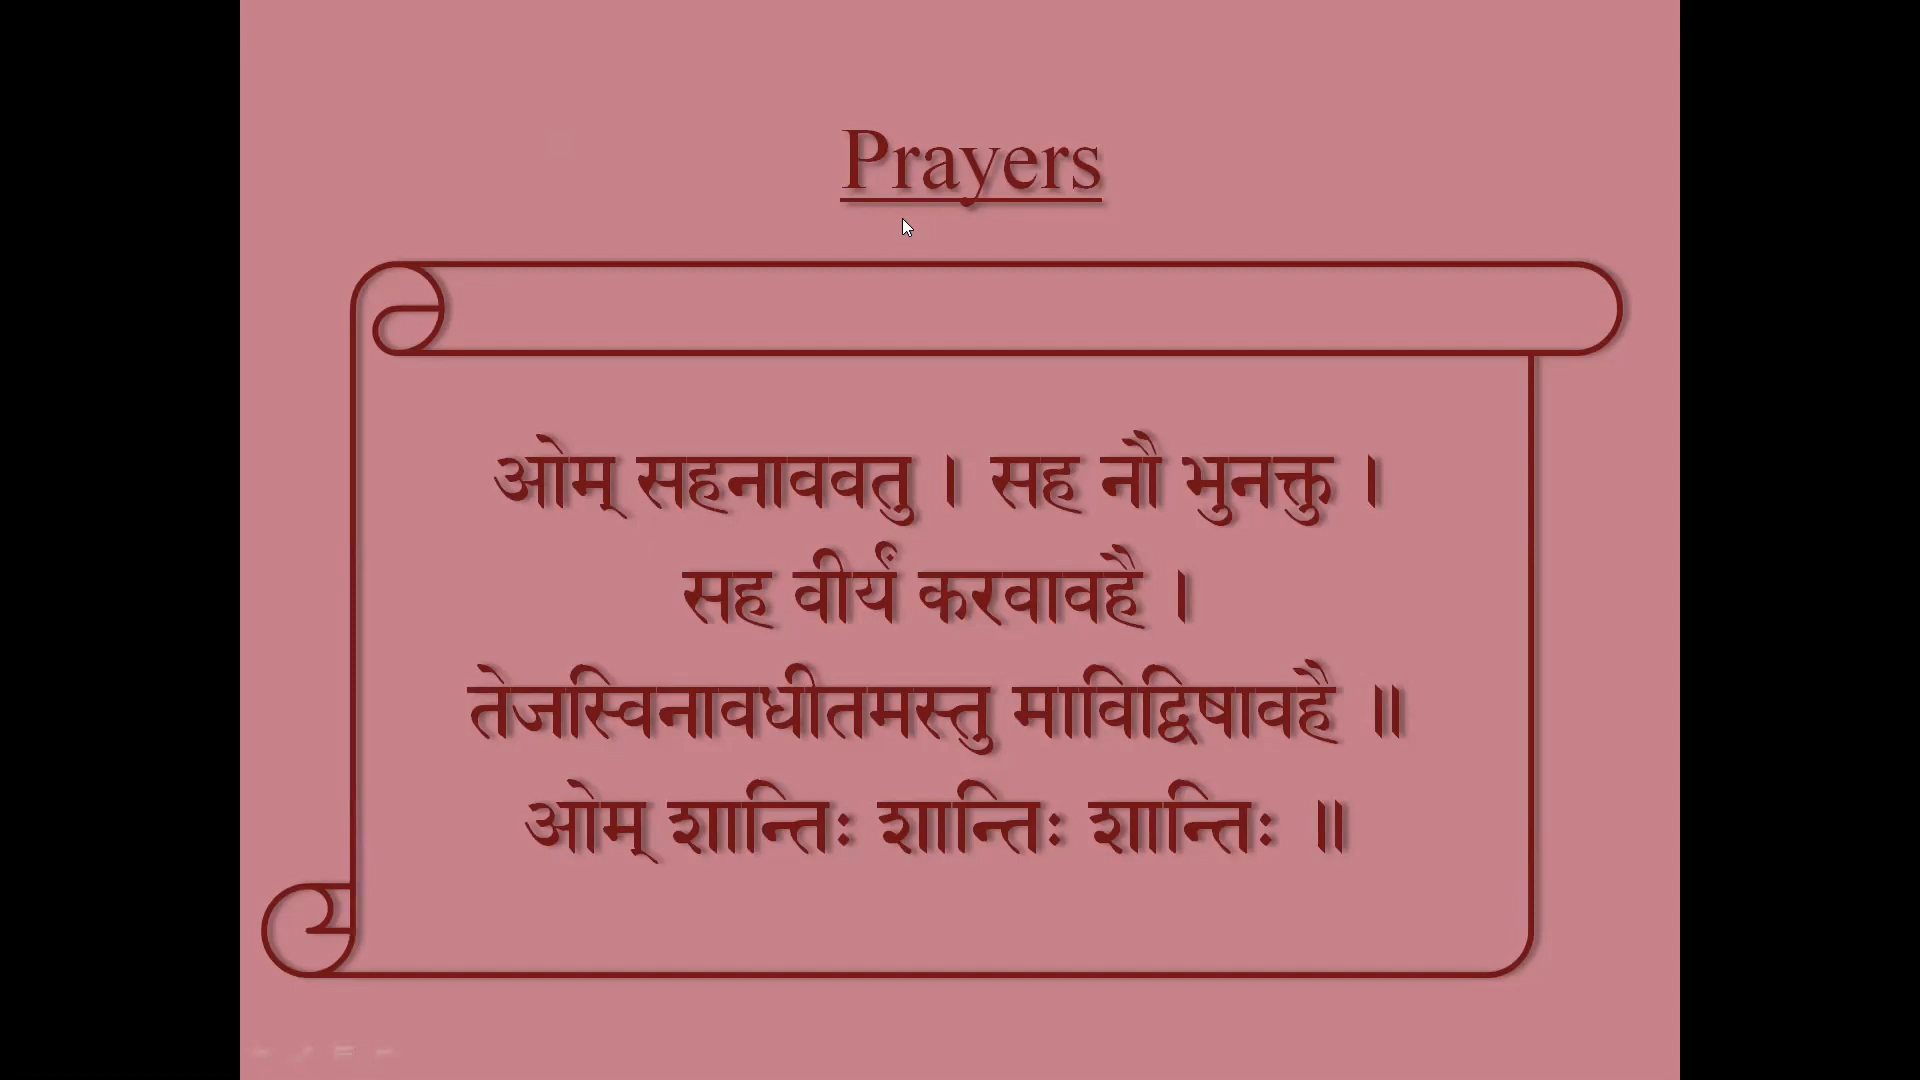 Prayers
ओम् सहनाववतु । सह नौ भुनक्तु ।
सह वीर्यं करवावहै ।
तेजस्विनावधीतमस्तु माविद्विषावहै ॥
ओम् शान्तिः शान्तिः शान्तिः ॥